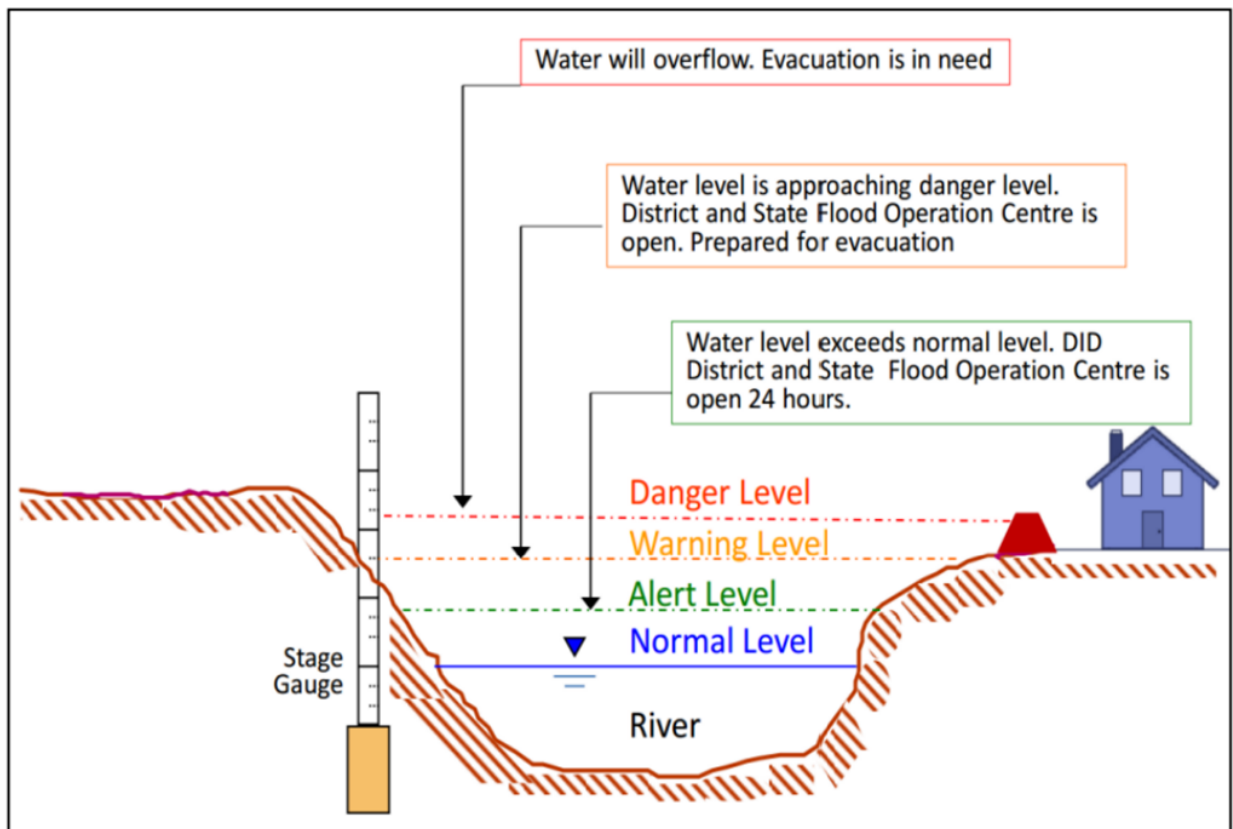 Water will overflow. Evacuation is in need
Water level is approaching danger level.
District and State Flood Operation Centre is
open. Prepared for evacuation
Water level exceeds normal level. DID
District and State Flood Operation Centre is
open 24 hours.
Danger Level
Warning Level
Alert Level
Normal Level
Stage
Gauge
River